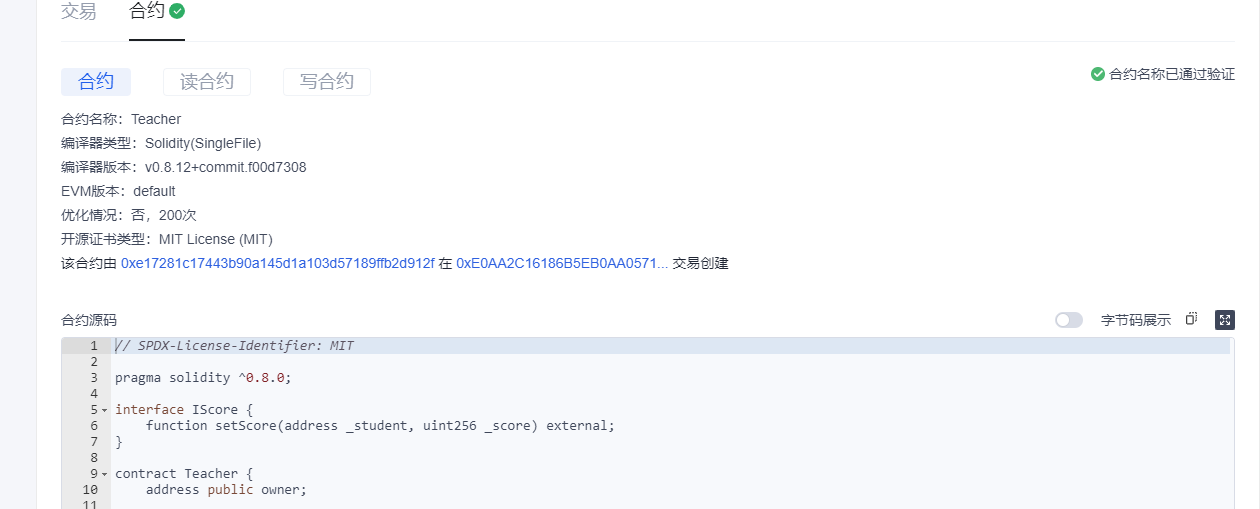 交易 合约
合约 读合约 写合约 合约名称已通过验证
合约名称：Teacher
编译器类型：Solidity(SingleFile)
编译器版本：v0.8.12+commit.f00d7308
EVM版本：default
优化情况：否，200次
开源证书类型：MIT License (MIT)
该合约由 0xe17281c17443b90a145d1a103d57189ffb2d912f 在 0xE0AA2C16186B5EB0AA0571... 交易创建
合约源码 字节码展示
1 // SPDX-License-Identifier: MIT
2
3 pragma solidity ^0.8.0;
4
5 interface IScore {
6 function setScore(address _student, uint256 _score) external;
7 }
8
9 contract Teacher {
10 address public owner;
11